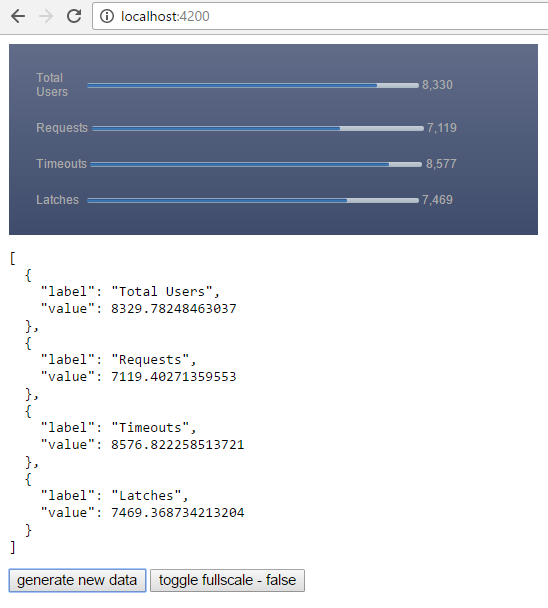 localhost:4200
Total
Users
8,330
Requests
7,119
Timeouts
8,577
Latches
7,469
[
  {
    "label": "Total Users",
    "value": 8329.78248463037
  },
  {
    "label": "Requests",
    "value": 7119.40271359553
  },
  {
    "label": "Timeouts",
    "value": 8576.822258513721
  },
  {
    "label": "Latches",
    "value": 7469.368734213204
  }
]
generate new data
toggle fullscale - false